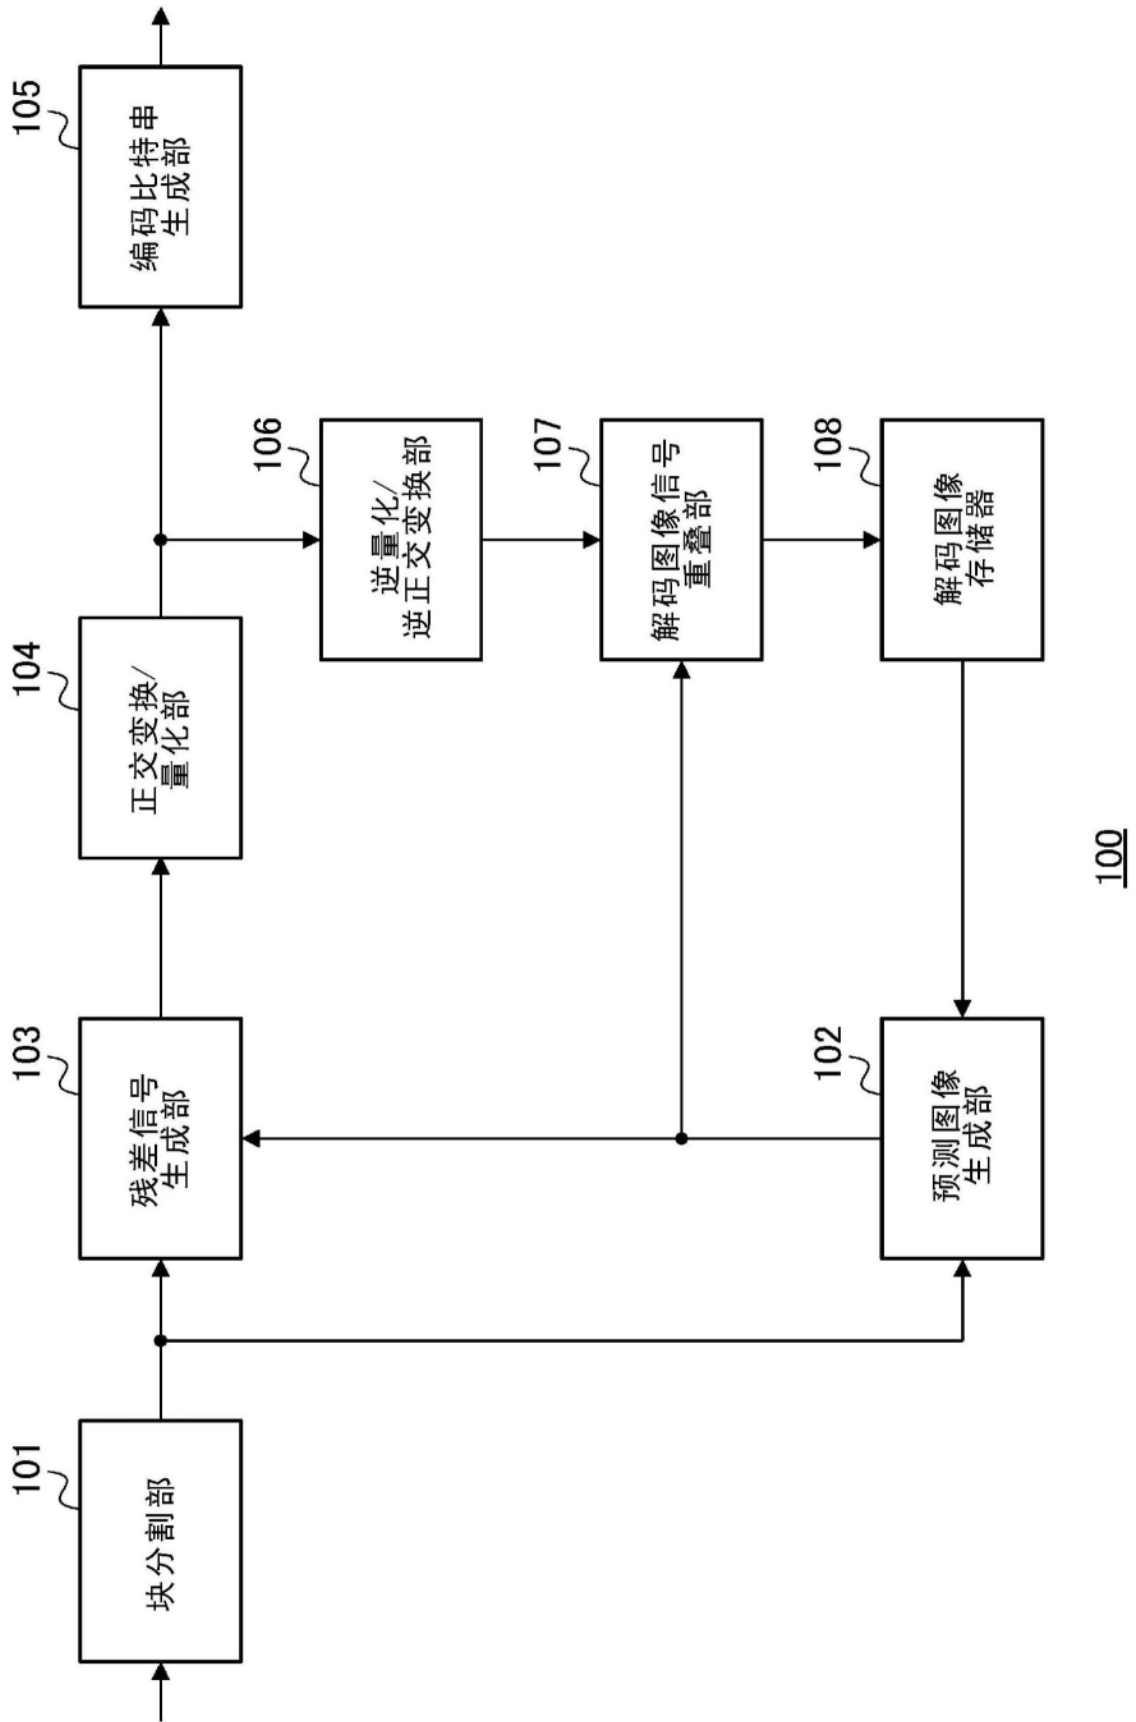 101
块分割部
103
残差信号
生成部
104
正交变换/
量化部
105
编码比特串
生成部
106
逆量化/
逆正交变换部
107
解码图像信号
重叠部
102
预测图像
生成部
108
解码图像
存储器
100